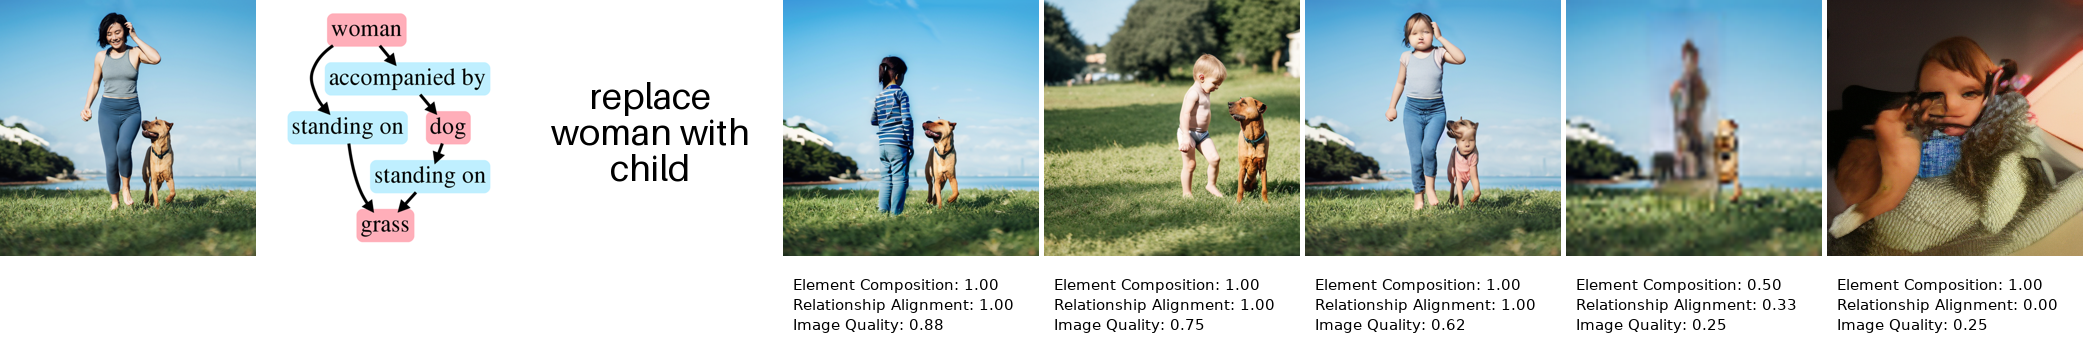 woman
accompanied by
standing on
dog
standing on
grass
replace
woman with
child
Element Composition: 1.00
Relationship Alignment: 1.00
Image Quality: 0.88
Element Composition: 1.00
Relationship Alignment: 1.00
Image Quality: 0.75
Element Composition: 1.00
Relationship Alignment: 1.00
Image Quality: 0.62
Element Composition: 0.50
Relationship Alignment: 0.33
Image Quality: 0.25
Element Composition: 1.00
Relationship Alignment: 0.00
Image Quality: 0.25